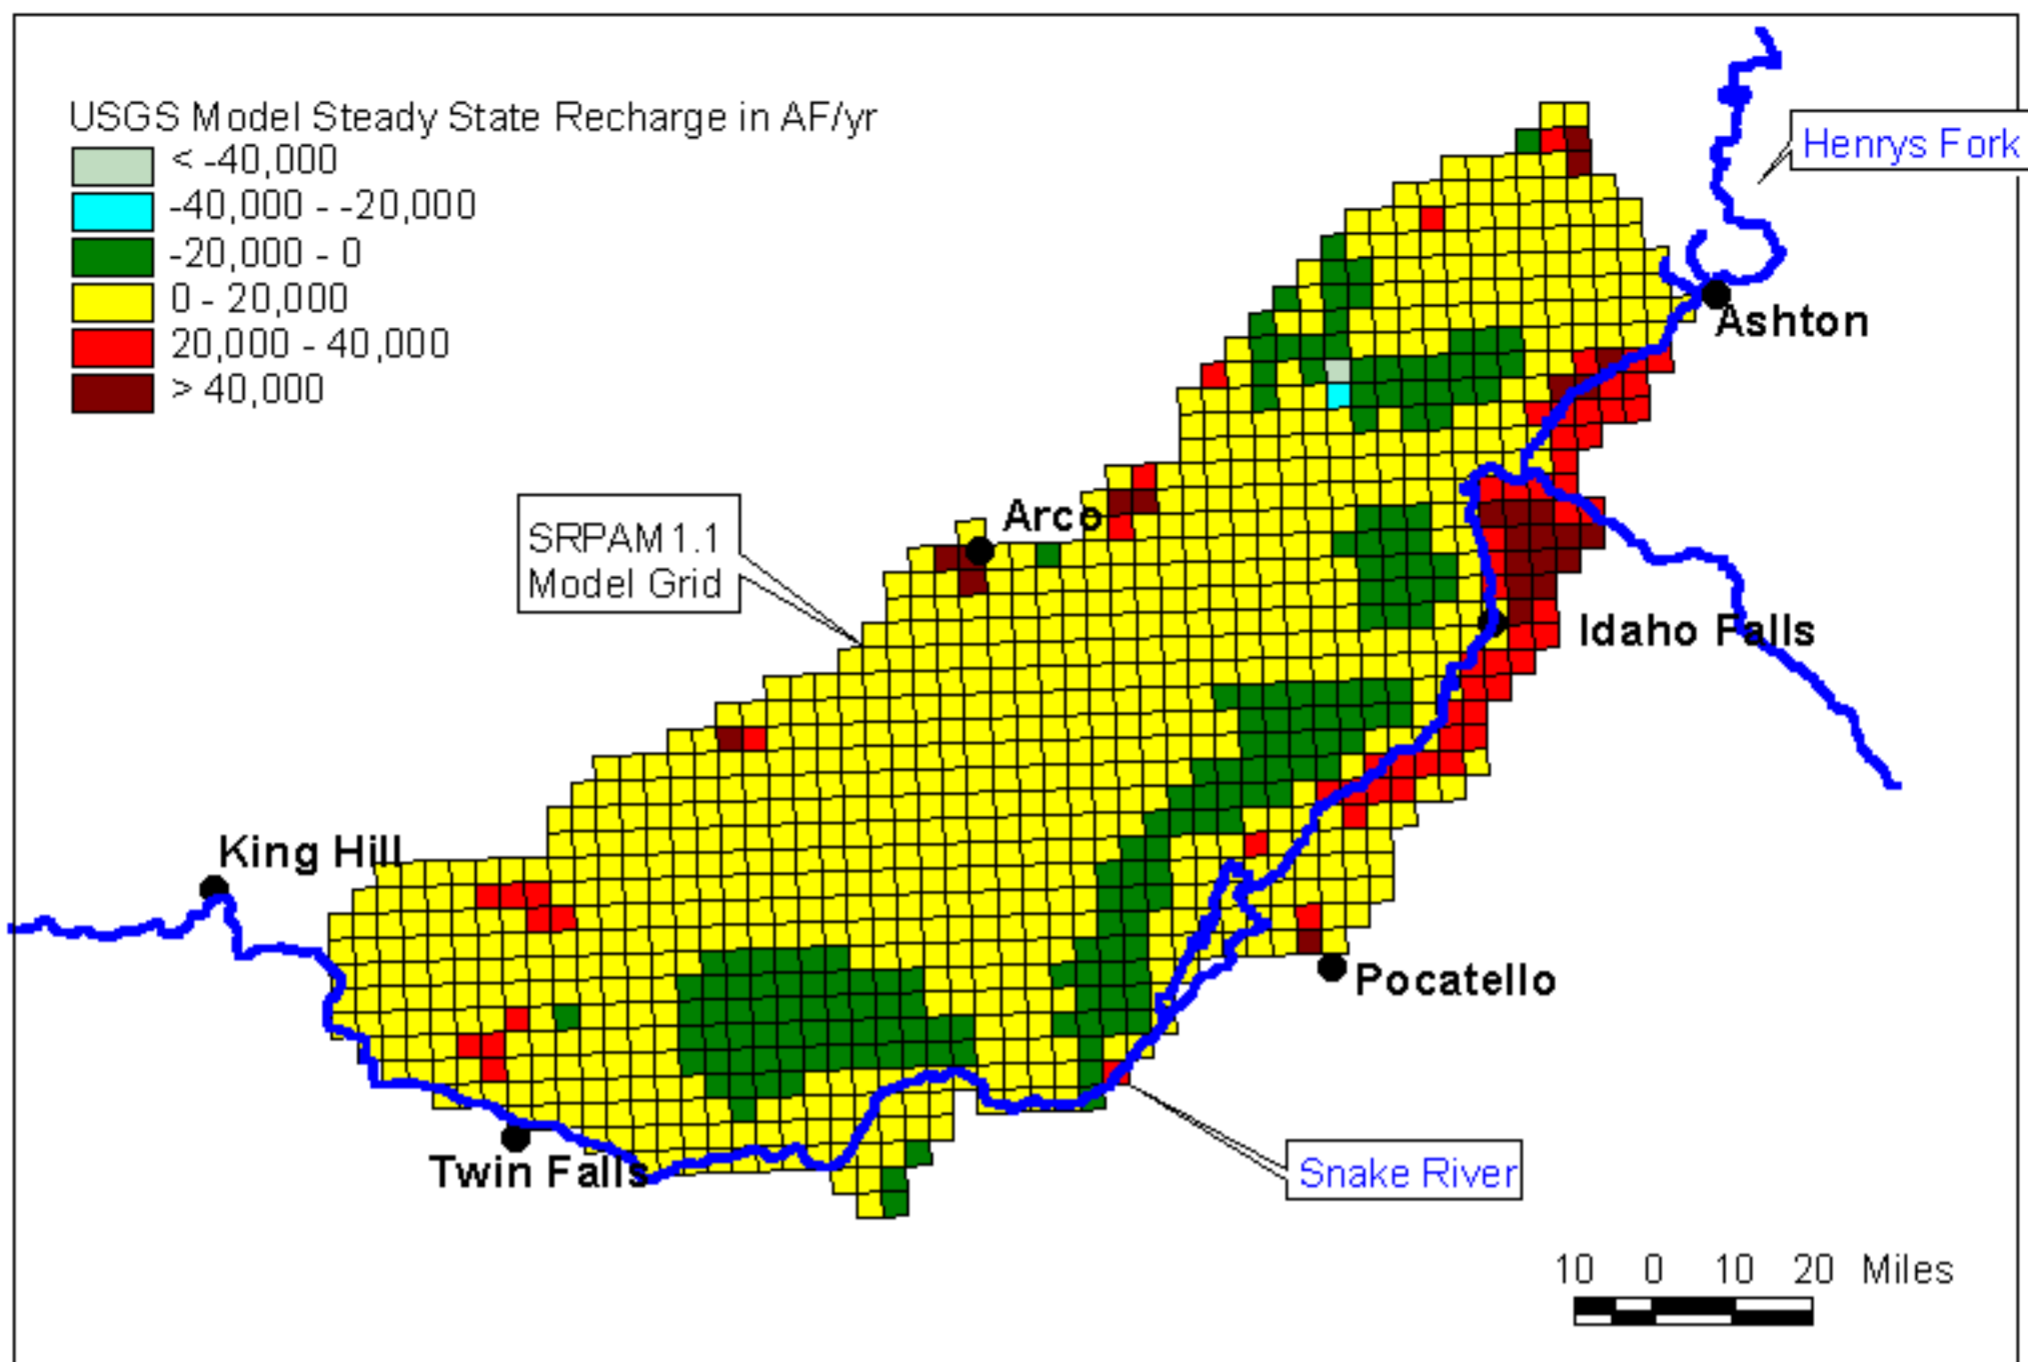 USGS Model Steady State Recharge in AF/yr
< -40,000
-40,000 - -20,000
-20,000 - 0
0 - 20,000
20,000 - 40,000
> 40,000
Henrys Fork
Ashton
SRPAM1.1
Model Grid
Arco
Idaho Falls
King Hill
Pocatello
Twin Falls
Snake River
10 0 10 20 Miles